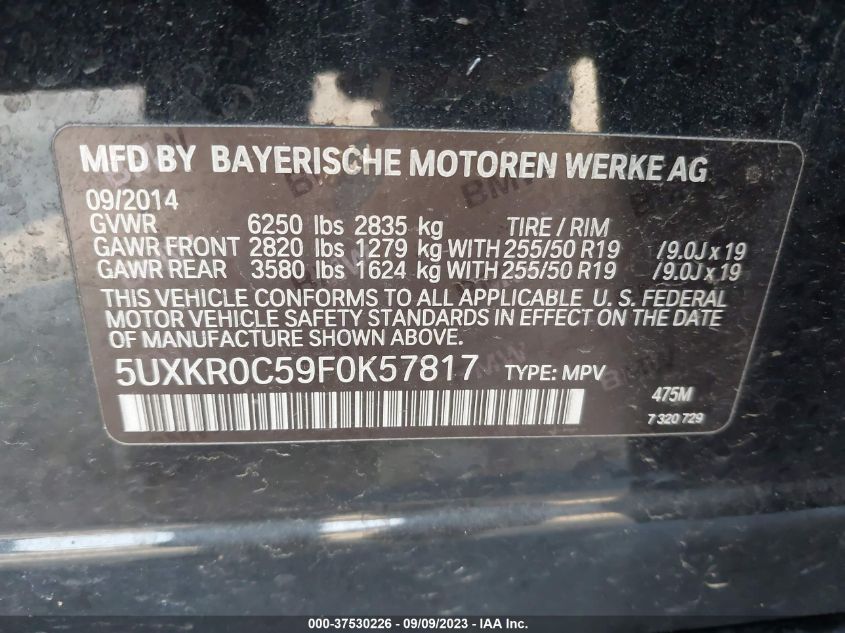 MFD BY BAYERISCHE MOTOREN WERKE AG
09/2014
GVWR 6250 lbs 2835 kg TIRE / RIM
GAWR FRONT 2820 lbs 1279 kg WITH 255/50 R19 /9.0J x 19
GAWR REAR 3580 lbs 1624 kg WITH 255/50 R19 /9.0J x 19
THIS VEHICLE CONFORMS TO ALL APPLICABLE U. S. FEDERAL
MOTOR VEHICLE SAFETY STANDARDS IN EFFECT ON THE DATE
OF MANUFACTURE SHOWN ABOVE.
5UXKR0C59F0K57817 TYPE: MPV 475M
7 320 729
000-37530226 - 09/09/2023 - IAA Inc.